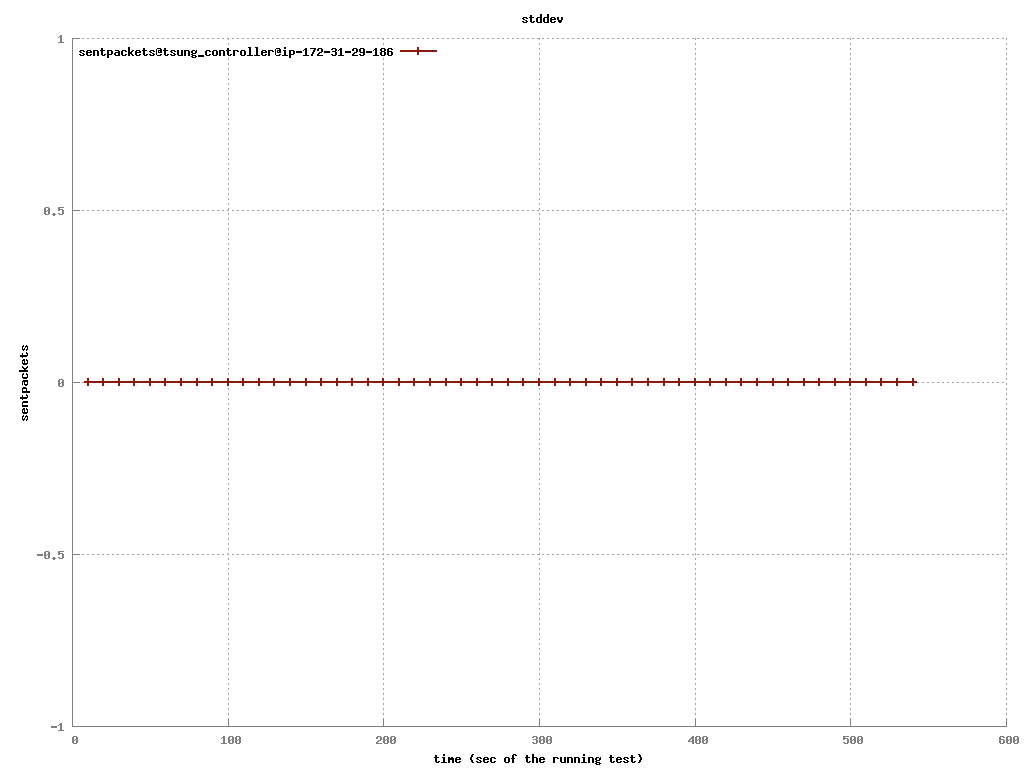 stddev
sentpackets@tsung_controller@ip-172-31-29-186
1
0.5
0
-0.5
-1
sentpackets
0 100 200 300 400 500 600
time (sec of the running test)